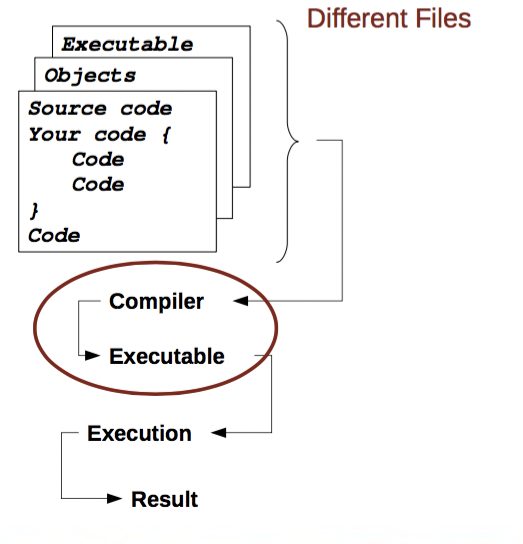 Different Files
Executable
Objects
Source code
Your code {
Code
Code
}
Code
Compiler
Executable
Execution
Result